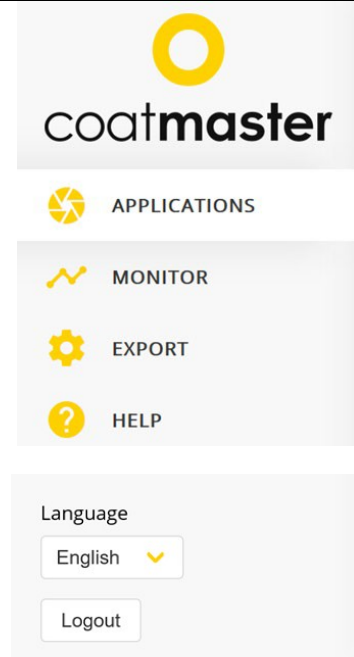 coatmaster
APPLICATIONS
MONITOR
EXPORT
? HELP
Language
English
Logout